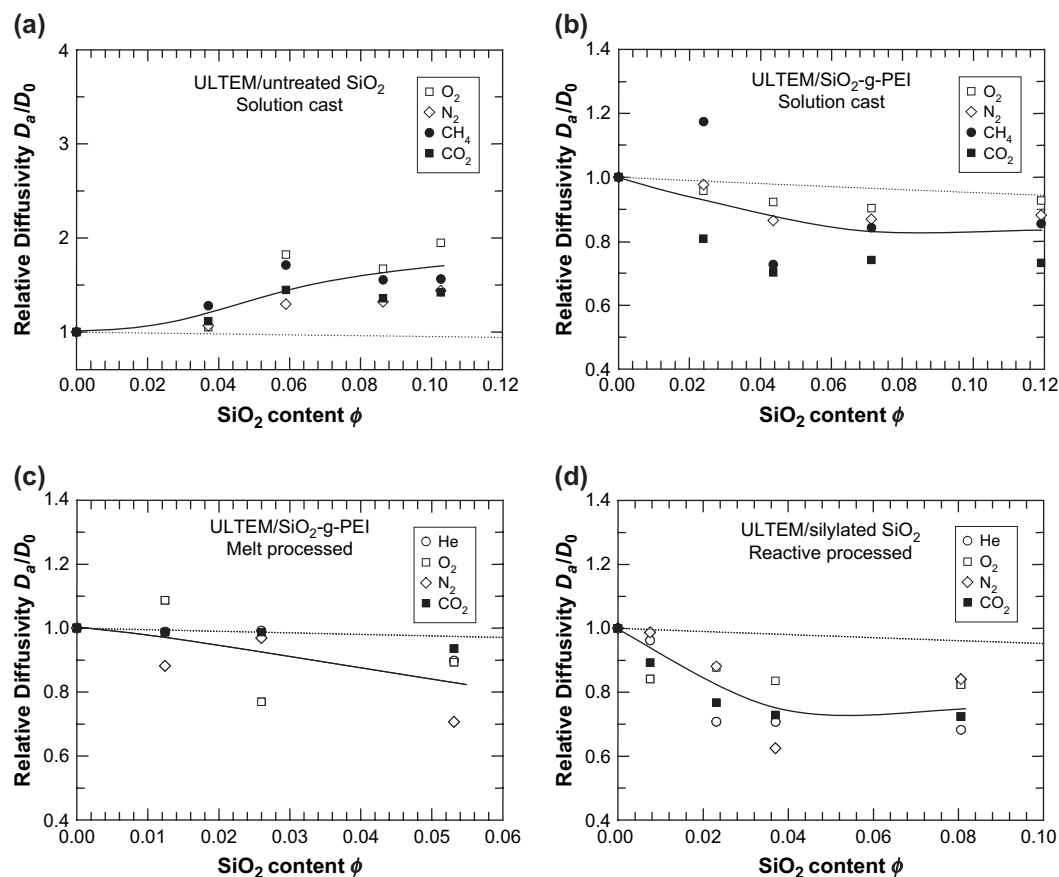 (a)
Relative Diffusivity Da/D0
4
3
2
1
ULTEM/untreated SiO2
Solution cast
O2
N2
CH4
CO2
0.00 0.02 0.04 0.06 0.08 0.10 0.12
SiO2 content ϕ
(b)
Relative Diffusivity Da/D0
1.4
1.2
1.0
0.8
0.6
0.4
ULTEM/SiO2-g-PEI
Solution cast
O2
N2
CH4
CO2
0.00 0.02 0.04 0.06 0.08 0.10 0.12
SiO2 content ϕ
(c)
Relative Diffusivity Da/D0
1.4
1.2
1.0
0.8
0.6
0.4
ULTEM/SiO2-g-PEI
Melt processed
He
O2
N2
CO2
0.00 0.01 0.02 0.03 0.04 0.05 0.06
SiO2 content ϕ
(d)
Relative Diffusivity Da/D0
1.4
1.2
1.0
0.8
0.6
0.4
ULTEM/silylated SiO2
Reactive processed
He
O2
N2
CO2
0.00 0.02 0.04 0.06 0.08 0.10
SiO2 content ϕ